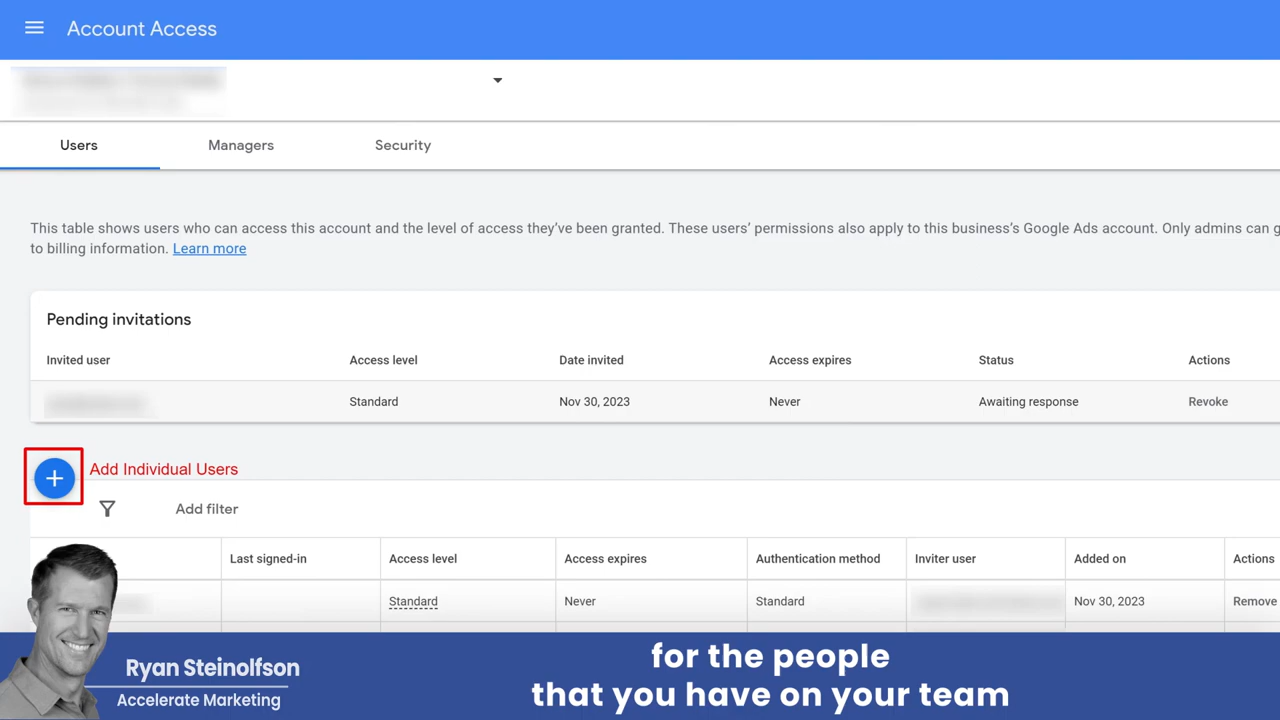 Account Access
Users Managers Security
This table shows users who can access this account and the level of access they've been granted. These users' permissions also apply to this business's Google Ads account. Only admins can g
to billing information. Learn more
Pending invitations
Invited user Access level Date invited Access expires Status Actions
Standard Nov 30, 2023 Never Awaiting response Revoke
+ Add Individual Users
Add filter
Last signed-in Access level Access expires Authentication method Inviter user Added on Actions
Standard Never Standard Nov 30, 2023 Remove
for the people
that you have on your team
Ryan Steinolfson
Accelerate Marketing